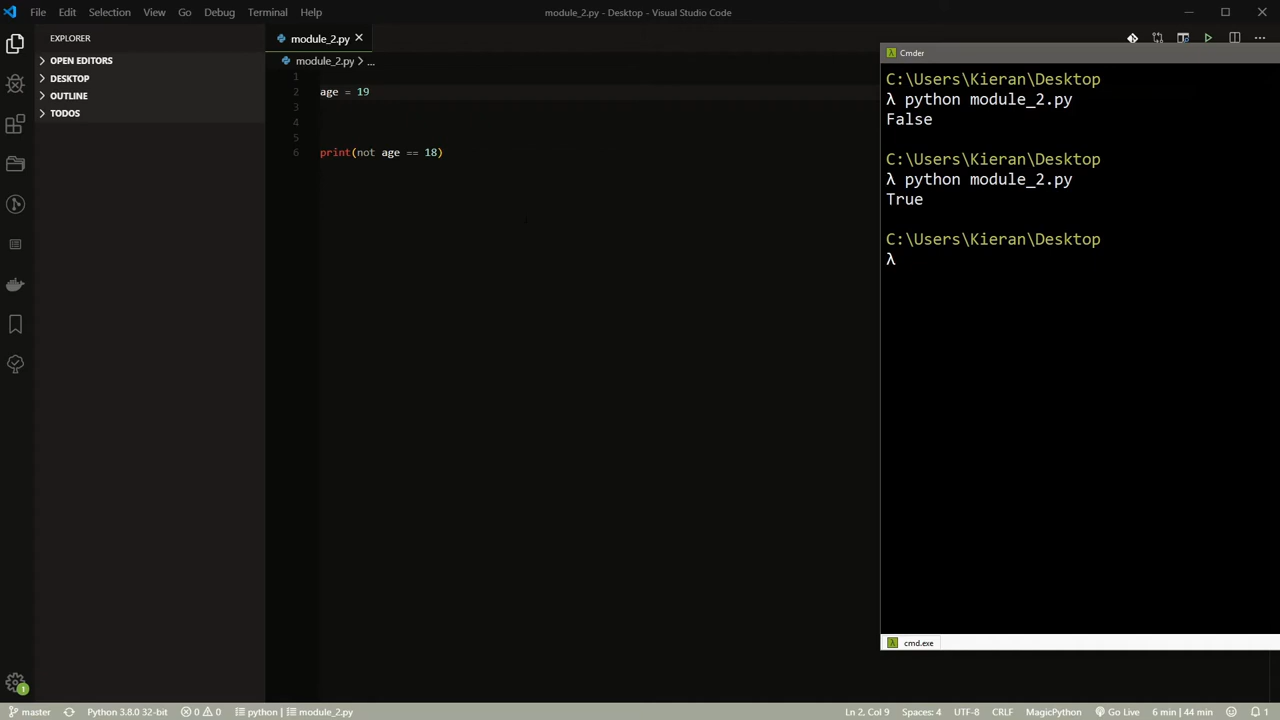 File Edit Selection View Go Debug Terminal Help
module_2.py - Desktop - Visual Studio Code
EXPLORER
OPEN EDITORS
DESKTOP
OUTLINE
TODOS
module_2.py
module_2.py > ...
1
2 age = 19
3
4
5
6 print(not age == 18)
Cmder
C:\Users\Kieran\Desktop
λ python module_2.py
False
C:\Users\Kieran\Desktop
λ python module_2.py
True
C:\Users\Kieran\Desktop
λ
cmd.exe
1
master Python 3.8.0 32-bit 0 0 python | module_2.py Ln 2, Col 9 Spaces: 4 UTF-8 CRLF MagicPython Go Live 6 min | 44 min 1